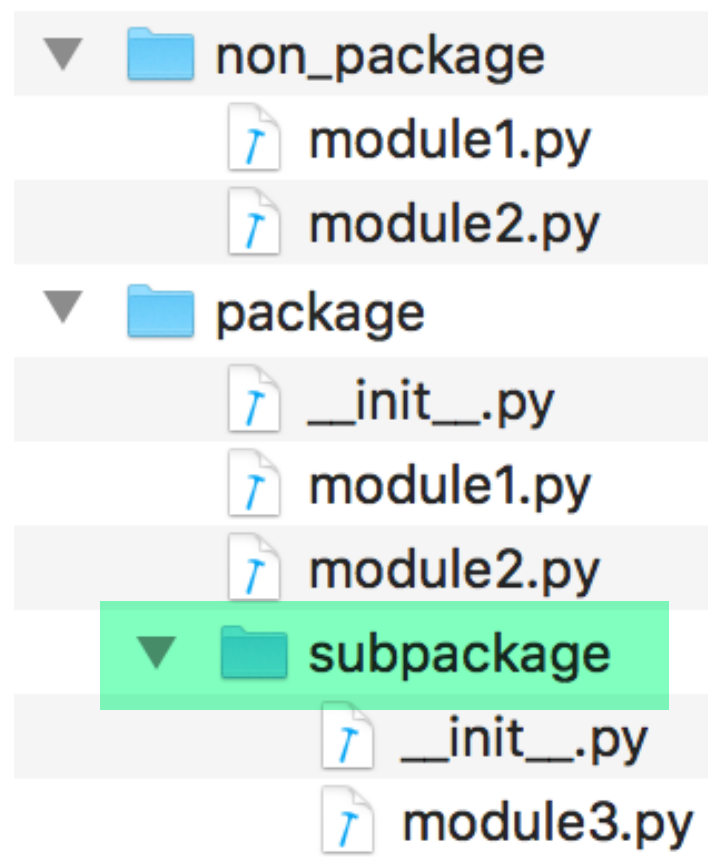 non_package
module1.py
module2.py
package
__init__.py
module1.py
module2.py
subpackage
__init__.py
module3.py